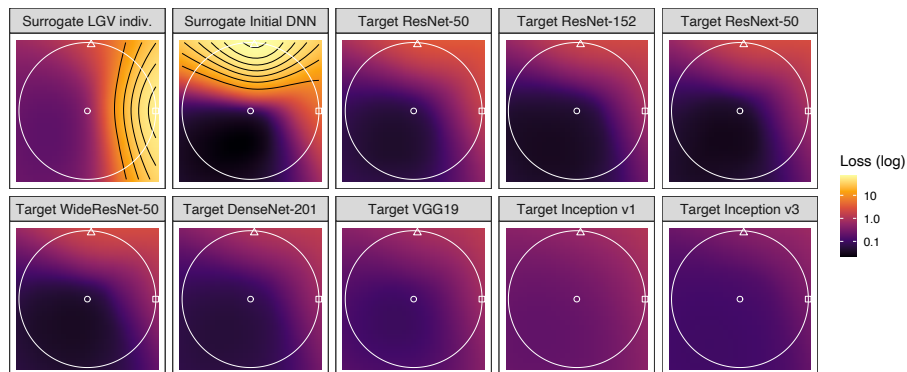 Surrogate LGV indiv.
Surrogate Initial DNN
Target ResNet-50
Target ResNet-152
Target ResNext-50
Target WideResNet-50
Target DenseNet-201
Target VGG19
Target Inception v1
Target Inception v3
Loss (log)
10
1.0
0.1